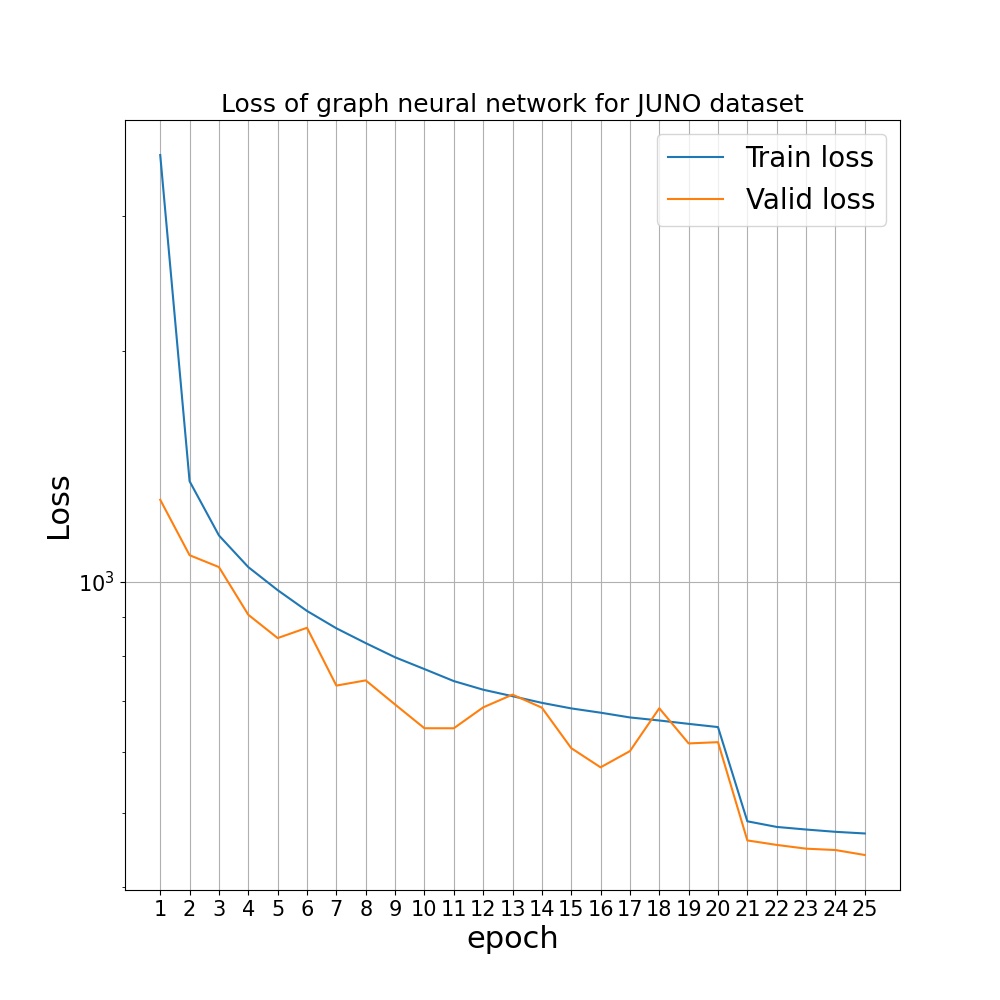 Loss of graph neural network for JUNO dataset
Train loss
Valid loss
Loss
10³
1 2 3 4 5 6 7 8 9 10 11 12 13 14 15 16 17 18 19 20 21 22 23 24 25
epoch